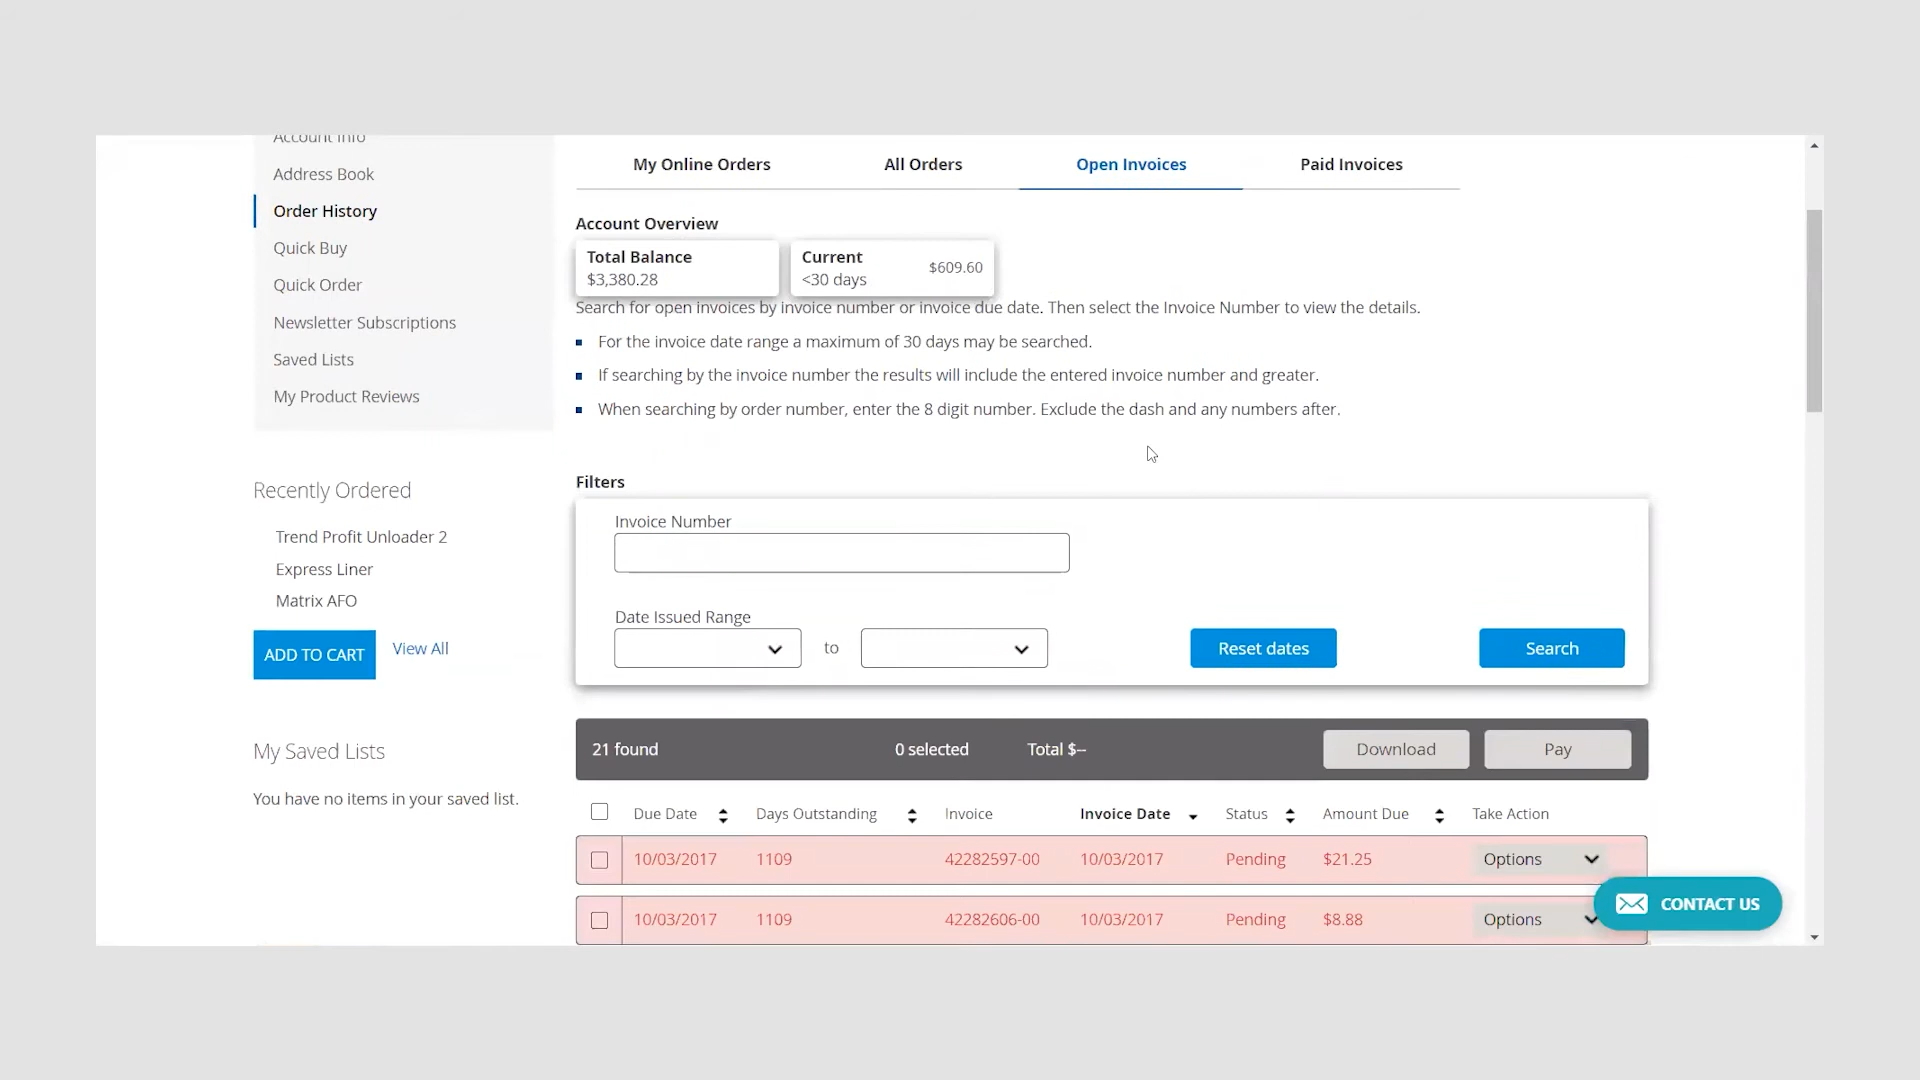 Account Info
Address Book
Order History
Quick Buy
Quick Order
Newsletter Subscriptions
Saved Lists
My Product Reviews
Recently Ordered
Trend Profit Unloader 2
Express Liner
Matrix AFO
ADD TO CART
View All
My Saved Lists
You have no items in your saved list.
My Online Orders
All Orders
Open Invoices
Paid Invoices
Account Overview
Total Balance
$3,380.28
Current
<30 days
$609.60
Search for open invoices by invoice number or invoice due date. Then select the Invoice Number to view the details.
For the invoice date range a maximum of 30 days may be searched.
If searching by the invoice number the results will include the entered invoice number and greater.
When searching by order number, enter the 8 digit number. Exclude the dash and any numbers after.
Filters
Invoice Number
Date Issued Range
to
Reset dates
Search
21 found 0 selected Total $-- Download Pay
Due Date Days Outstanding Invoice Invoice Date Status Amount Due Take Action
10/03/2017 1109 42282597-00 10/03/2017 Pending $21.25 Options
10/03/2017 1109 42282606-00 10/03/2017 Pending $8.88 Options
CONTACT US